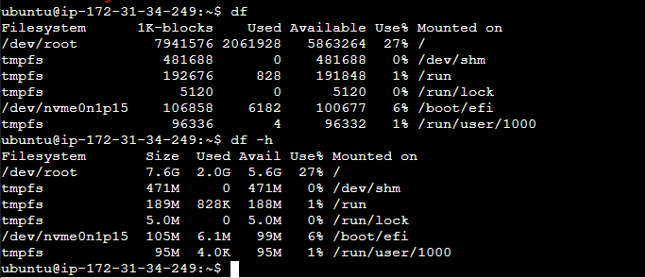 ubuntu@ip-172-31-34-249:~$ df
Filesystem 1K-blocks Used Available Use% Mounted on
/dev/root 7941576 2061928 5863264 27% /
tmpfs 481688 0 481688 0% /dev/shm
tmpfs 192676 828 191848 1% /run
tmpfs 5120 0 5120 0% /run/lock
/dev/nvme0n1p15 106858 6182 100677 6% /boot/efi
tmpfs 96336 4 96332 1% /run/user/1000
ubuntu@ip-172-31-34-249:~$ df -h
Filesystem Size Used Avail Use% Mounted on
/dev/root 7.6G 2.0G 5.6G 27% /
tmpfs 471M 0 471M 0% /dev/shm
tmpfs 189M 828K 188M 1% /run
tmpfs 5.0M 0 5.0M 0% /run/lock
/dev/nvme0n1p15 105M 6.1M 99M 6% /boot/efi
tmpfs 95M 4.0K 95M 1% /run/user/1000
ubuntu@ip-172-31-34-249:~$